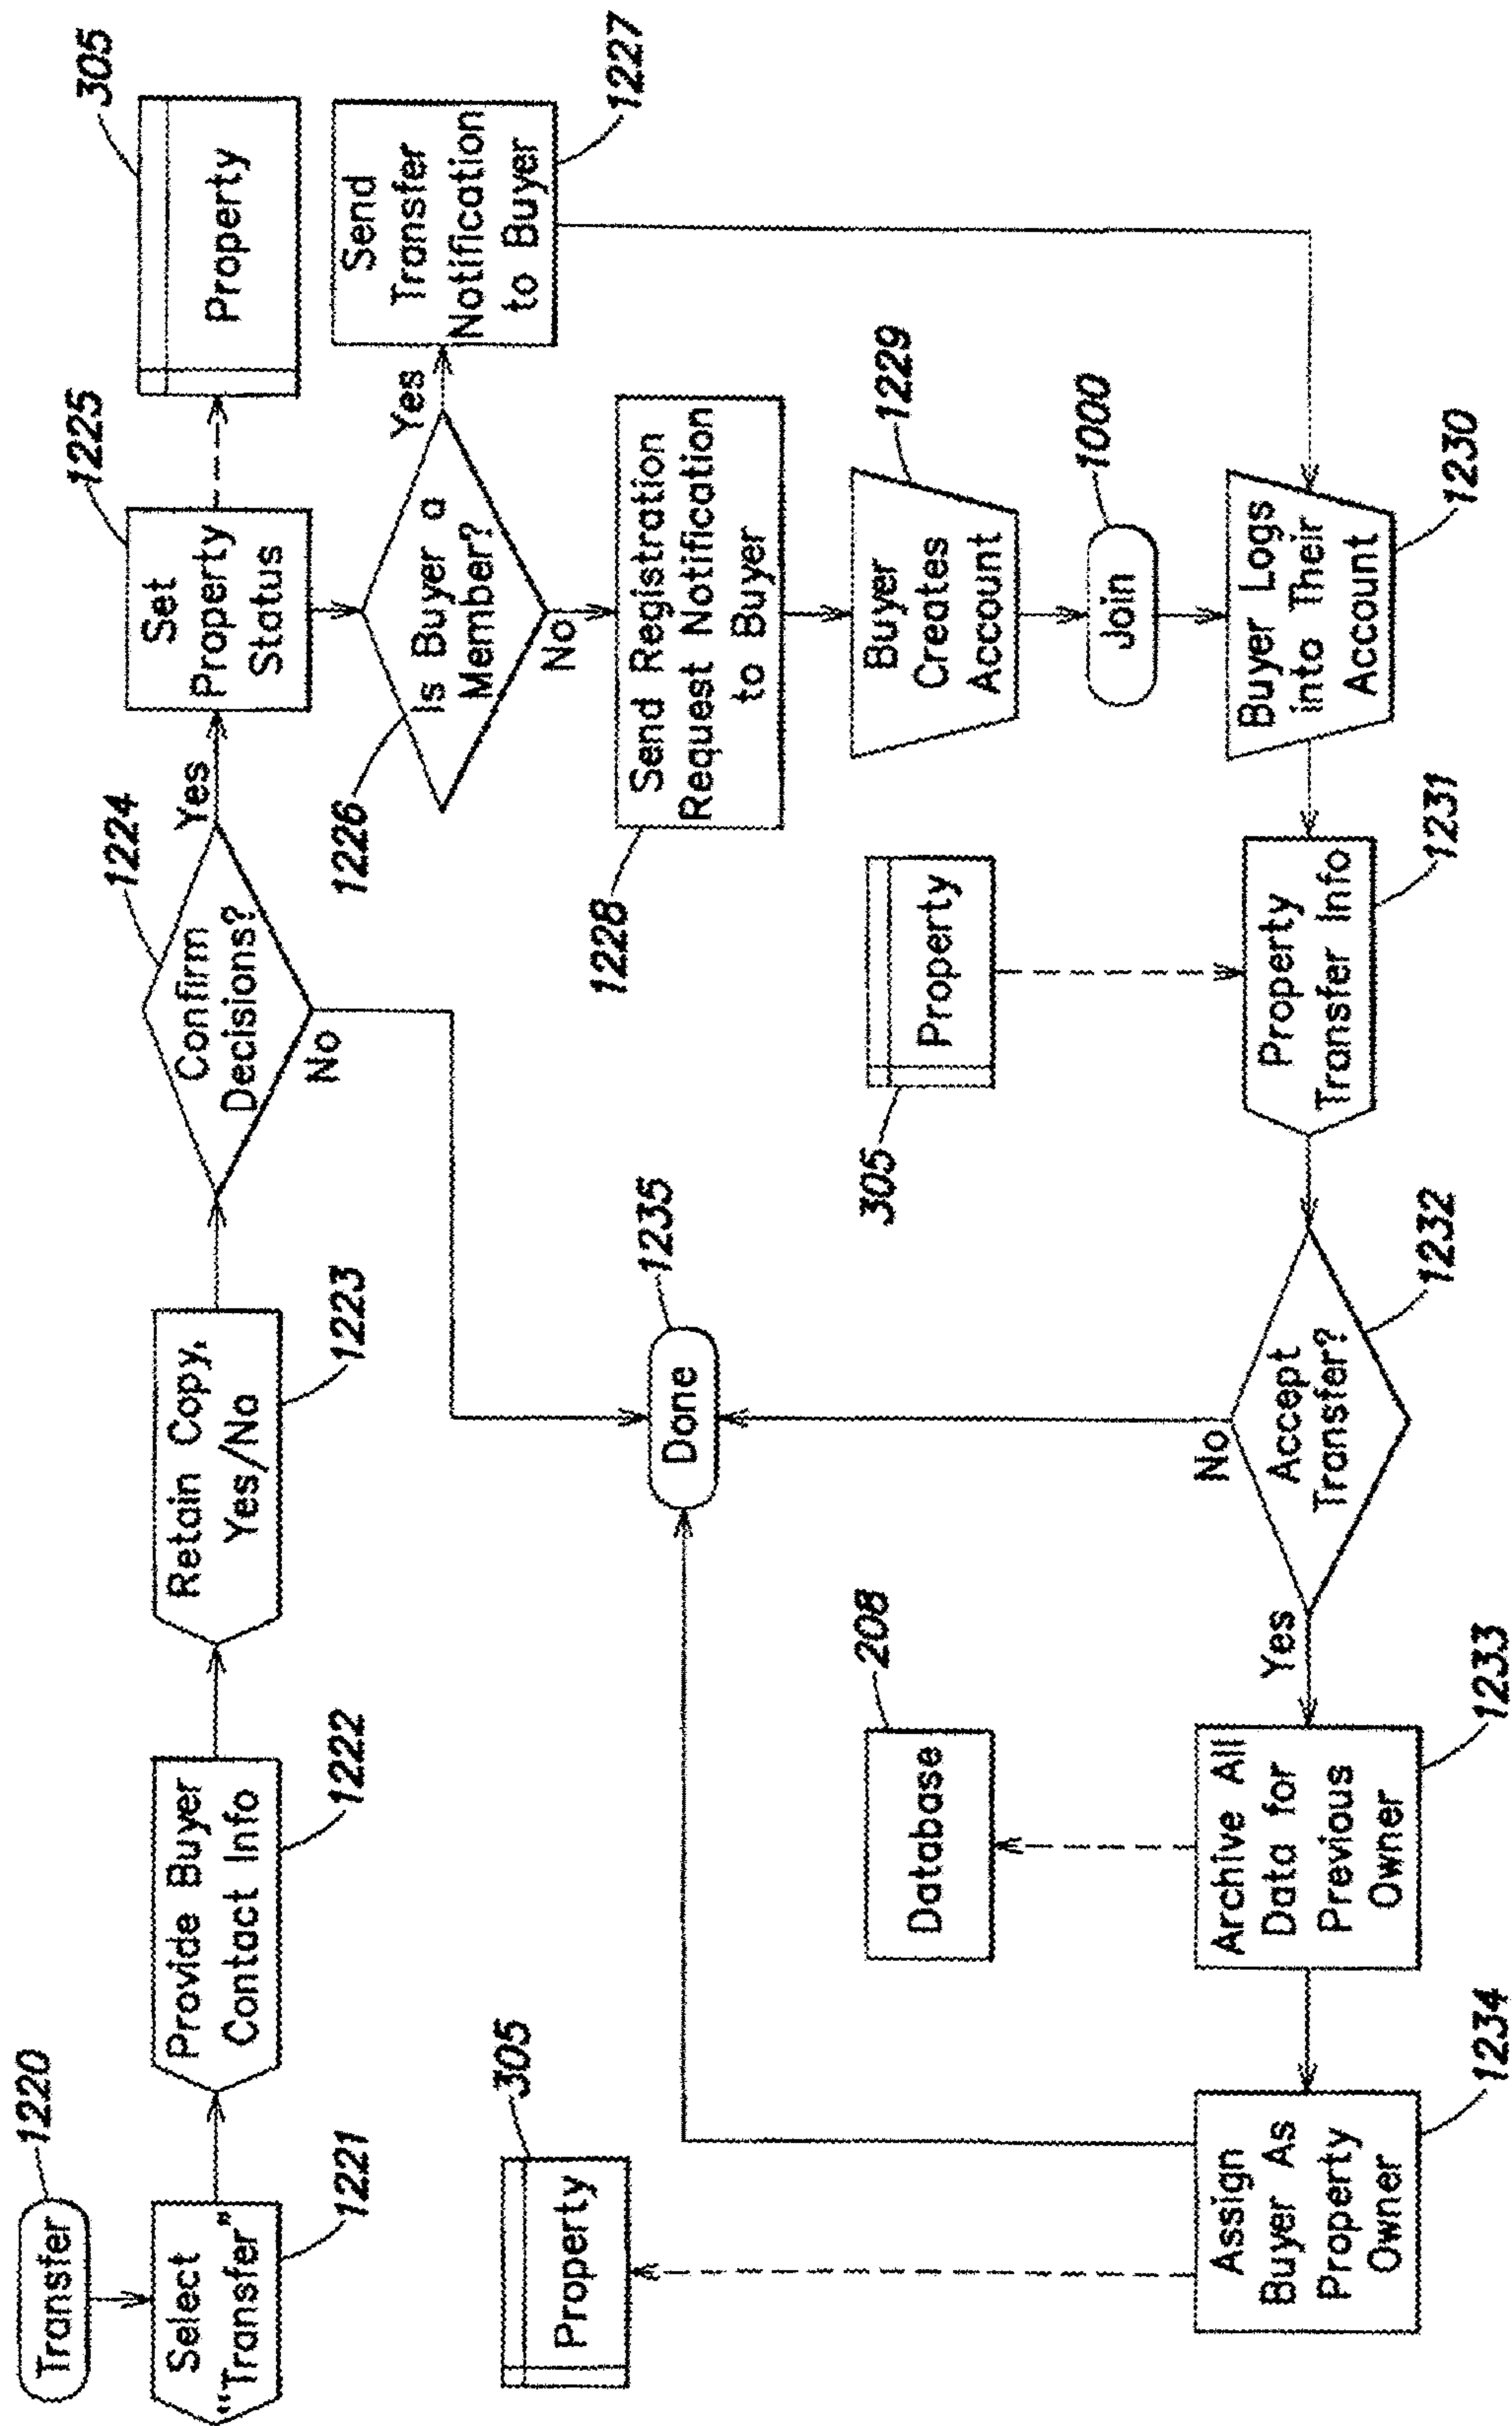 1220
Transfer
Select
“Transfer”
1221
Provide Buyer
Contact Info
1222
Retain Copy,
Yes/No
1223
1224
Confirm
Decisions?
Yes
No
1225
Set
Property
Status
305
Property
1226
Is Buyer a
Member?
Yes
No
Send
Transfer
Notification
to Buyer
1227
1228
Send Registration
Request Notification
to Buyer
Buyer
Creates
Account
1229
Join
1000
Buyer Logs
into Their
Account
1230
305
Property
Property
Transfer Info
1231
Accept
Transfer?
1232
No
Yes
Done
1235
Database
208
Archive All
Data for
Previous
Owner
1233
Assign
Buyer As
Property
Owner
1234
305
Property